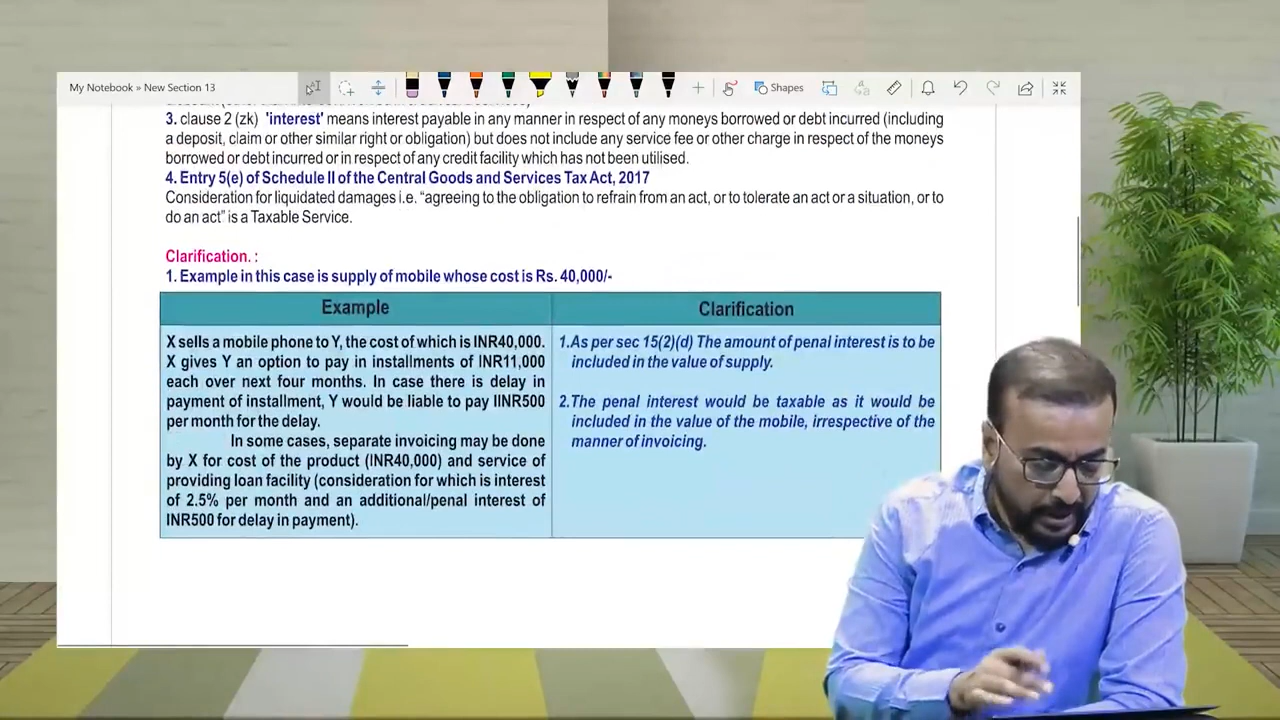 My Notebook » New Section 13
Shapes
3. clause 2 (zk) 'interest' means interest payable in any manner in respect of any moneys borrowed or debt incurred (including
a deposit, claim or other similar right or obligation) but does not include any service fee or other charge in respect of the moneys
borrowed or debt incurred or in respect of any credit facility which has not been utilised.
4. Entry 5(e) of Schedule II of the Central Goods and Services Tax Act, 2017
Consideration for liquidated damages i.e. “agreeing to the obligation to refrain from an act, or to tolerate an act or a situation, or to
do an act” is a Taxable Service.
Clarification. :
1. Example in this case is supply of mobile whose cost is Rs. 40,000/-
Example
X sells a mobile phone to Y, the cost of which is INR40,000.
X gives Y an option to pay in installments of INR11,000
each over next four months. In case there is delay in
payment of installment, Y would be liable to pay IINR500
per month for the delay.
In some cases, separate invoicing may be done
by X for cost of the product (INR40,000) and service of
providing loan facility (consideration for which is interest
of 2.5% per month and an additional/penal interest of
INR500 for delay in payment).
Clarification
1.As per sec 15(2)(d) The amount of penal interest is to be
included in the value of supply.
2.The penal interest would be taxable as it would be
included in the value of the mobile, irrespective of the
manner of invoicing.